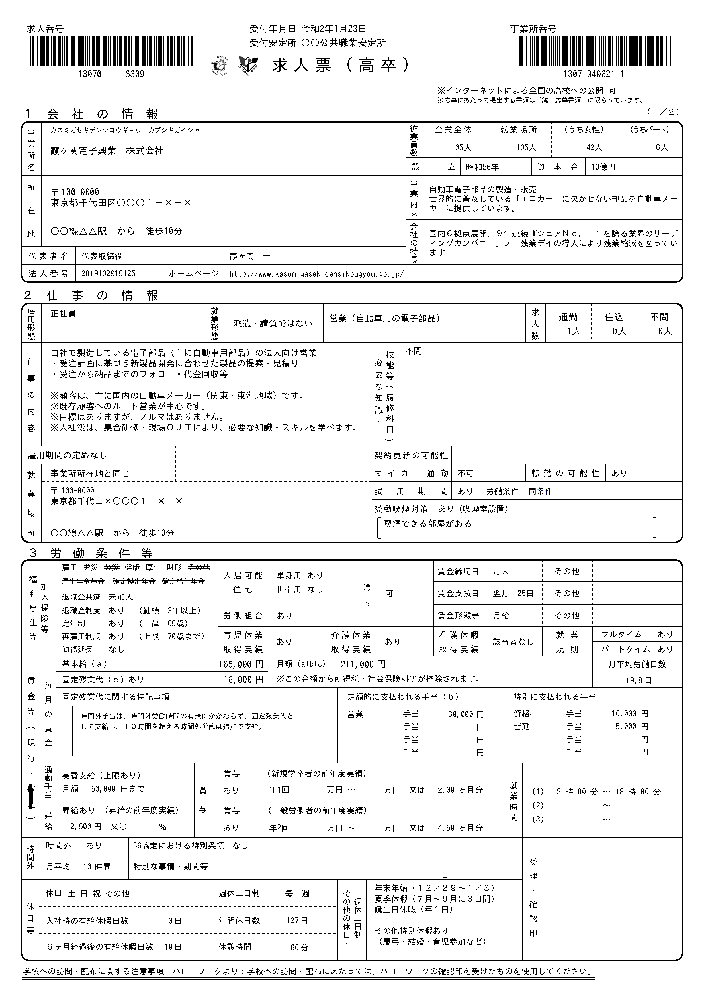 求人番号
受付年月日 令和2年1月23日
事業所番号
受付安定所 〇〇公共職業安定所
13070- 8309
求人票（高卒）
1307-940621-1
※インターネットによる全国の高校への公開 可
※応募にあたって提出する書類は「統一応募書類」に限られています。
1 会社の情報
（1／2）
事業所名
カスミガセキデンシコウギョウ カブシキガイシャ
霞ヶ関電子興業 株式会社
従業員数
企業全体 就業場所 （うち女性） （うちパート）
105人 105人 42人 6人
設立 昭和56年 資本金 10億円
所在地
〒100-0000
東京都千代田区〇〇〇１－×－×
〇〇線△△駅 から 徒歩10分
事業内容
自動車電子部品の製造・販売
世界的に普及している「エコカー」に欠かせない部品を自動車メー
カーに提供しています。
会社の特長
国内６拠点展開、９年連続『シェアＮｏ．１』を誇る業界のリーデ
ィングカンパニー。ノー残業デイの導入により残業縮減を図ってい
ます
代表者名 代表取締役 霞ヶ関 一
法人番号 2019102915125 ホームページ http://www.kasumigasekidensikougyou.go.jp/
2 仕事の情報
雇用形態 正社員
就業形態 派遣・請負ではない
営業（自動車用の電子部品）
求人数
通勤 住込 不問
1人 0人 0人
仕事の内容
自社で製造している電子部品（主に自動車用部品）の法人向け営業
・受注計画に基づき新製品開発に合わせた製品の提案・見積り
・受注から納品までのフォロー・代金回収等
※顧客は、主に国内の自動車メーカー（関東・東海地域）です。
※既存顧客へのルート営業が中心です。
※目標はありますが、ノルマはありません。
※入社後は、集合研修・現場ＯＪＴにより、必要な知識・スキルを学べます。
必要な知識・
技能等（履修科目）
不問
雇用期間の定めなし
契約更新の可能性
就業場所
事業所所在地と同じ
〒100-0000
東京都千代田区〇〇〇１－×－×
〇〇線△△駅 から 徒歩10分
マイカー通勤 不可 転勤の可能性 あり
試用期間 あり 労働条件 同条件
受動喫煙対策 あり（喫煙室設置）
喫煙できる部屋がある
3 労働条件等
福利厚生等
加入保険等
雇用 労災 公災 健康 厚生 財形 その他
厚生年金基金 確定拠出年金 確定給付年金
退職金共済 未加入
退職金制度 あり （勤続 3年以上）
定年制 あり （一律 65歳）
再雇用制度 あり （上限 70歳まで）
勤務延長 なし
入居可能住宅
単身用 あり
世帯用 なし
労働組合 あり
通学 可
賃金締切日 月末 その他
賃金支払日 翌月 25日 その他
賃金形態等 月給 その他
育児休業取得実績 あり
介護休業取得実績 あり
看護休暇取得実績 該当者なし
就業規則
フルタイム あり
パートタイム あり
賃金等（現行・確定）
毎月の賃金
基本給（a） 165,000 円
固定残業代（c）あり 16,000 円
月額（a+b+c） 211,000 円
※この金額から所得税・社会保険料等が控除されます。
月平均労働日数
19.8日
固定残業代に関する特記事項
時間外手当は、時間外労働時間の有無にかかわらず、固定残業代と
して支給し、１０時間を超える時間外労働は追加で支給。
定額的に支払われる手当（b）
営業 手当 30,000 円
手当 円
手当 円
手当 円
特別に支払われる手当
資格 手当 10,000 円
皆勤 手当 5,000 円
手当 円
手当 円
通勤手当
実費支給（上限あり）
月額 50,000 円まで
昇給
昇給あり （昇給の前年度実績）
2,500円 又は %
賞与
賞与 （新規学卒者の前年度実績）
あり 年1回 万円 ～ 万円 又は 2.00 ヶ月分
賞与 （一般労働者の前年度実績）
あり 年2回 万円 ～ 万円 又は 4.50 ヶ月分
就業時間
(1) 9 時 00 分 ～ 18 時 00 分
(2) ～
(3) ～
時間外
時間外 あり
月平均 10 時間
36協定における特別条項 なし
特別な事情・期間等
受理・確認印
休日等
休日 土 日 祝 その他
入社時の有給休暇日数 0日
６ヶ月経過後の有給休暇日数 10日
週休二日制 毎 週
年間休日数 127日
休憩時間 60分
週休二日制
その他の休日・
年末年始（１２／２９～１／３）
夏季休暇（７月～９月に３日間）
誕生日休暇（年１日）
その他特別休暇あり
（慶弔・結婚・育児参加など）
学校への訪問・配布に関する注意事項 ハローワークより：学校への訪問・配布にあたっては、ハローワークの確認印を受けたものを使用してください。